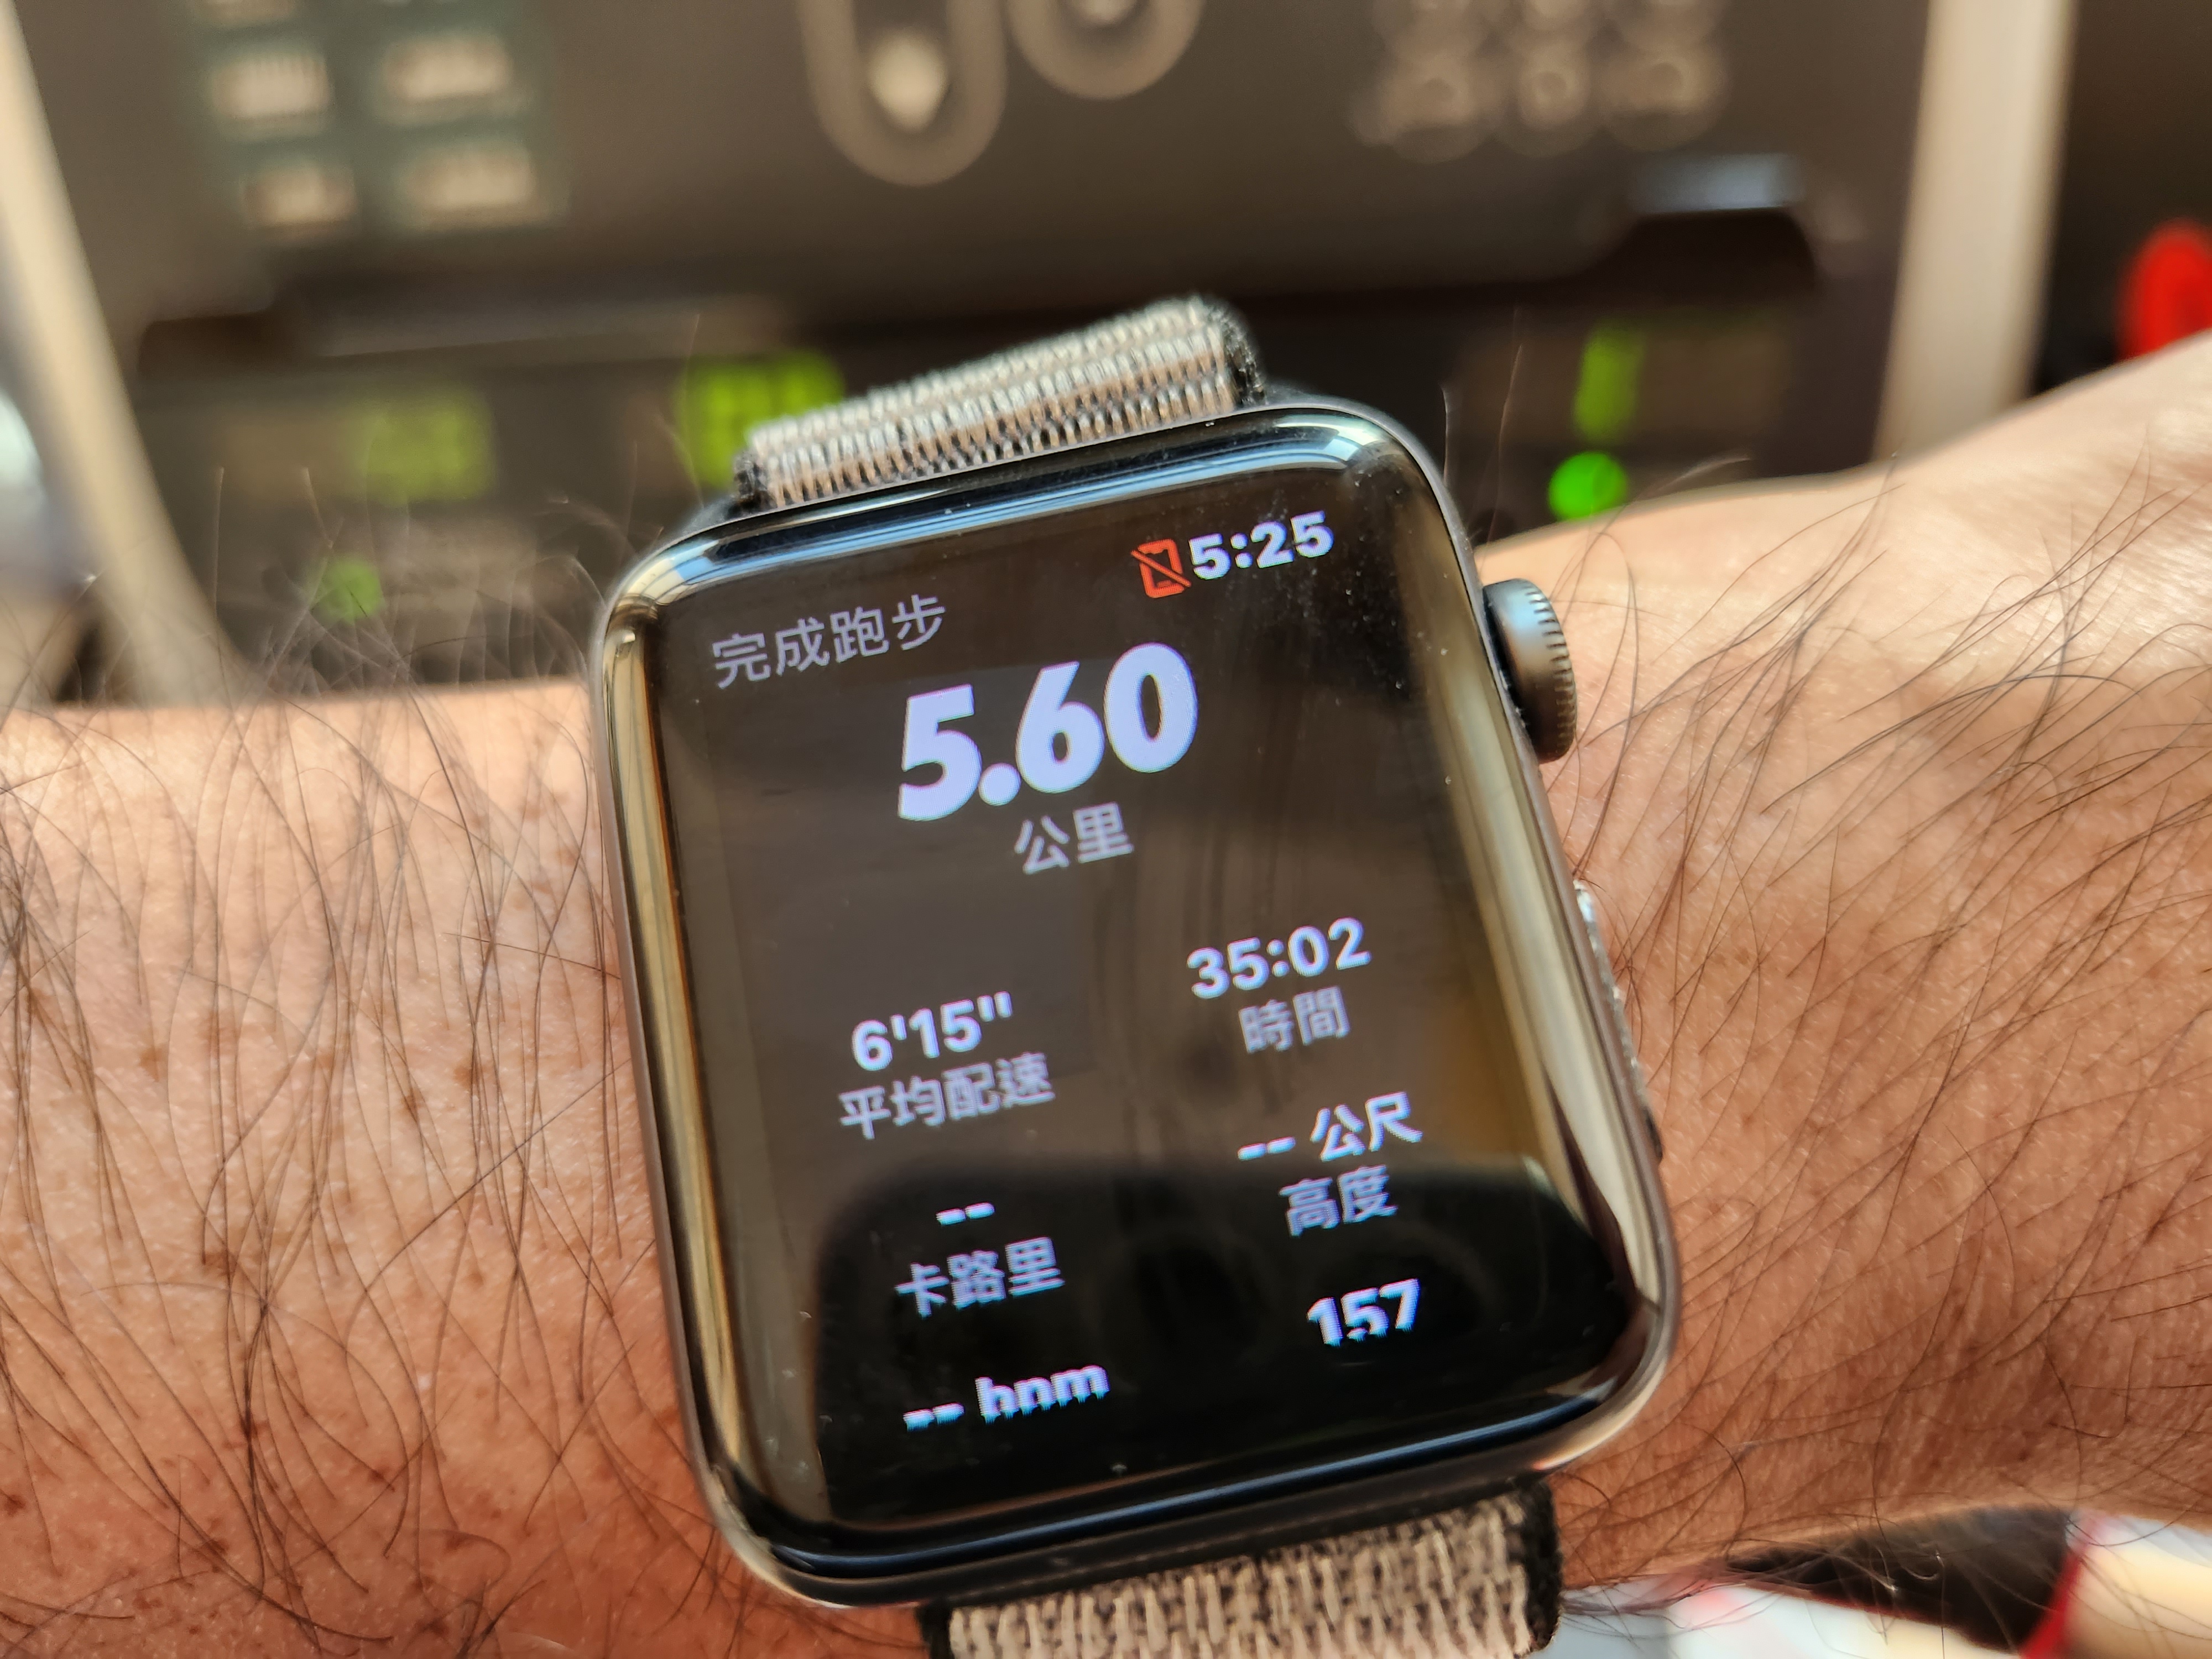 5:25
完成跑步
5.60
公里
6'15"
平均配速
35:02
時間
--
卡路里
-- 公尺
高度
-- bpm
157